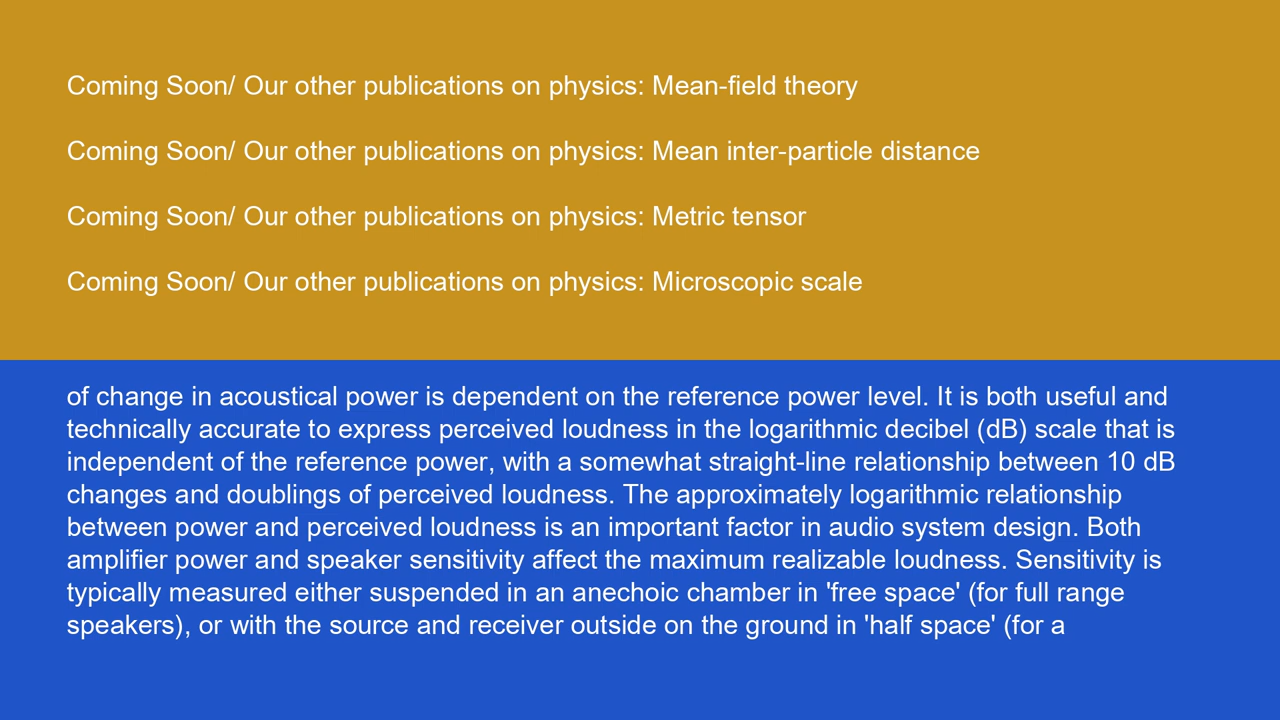 Coming Soon/ Our other publications on physics: Mean-field theory
Coming Soon/ Our other publications on physics: Mean inter-particle distance
Coming Soon/ Our other publications on physics: Metric tensor
Coming Soon/ Our other publications on physics: Microscopic scale
of change in acoustical power is dependent on the reference power level. It is both useful and
technically accurate to express perceived loudness in the logarithmic decibel (dB) scale that is
independent of the reference power, with a somewhat straight-line relationship between 10 dB
changes and doublings of perceived loudness. The approximately logarithmic relationship
between power and perceived loudness is an important factor in audio system design. Both
amplifier power and speaker sensitivity affect the maximum realizable loudness. Sensitivity is
typically measured either suspended in an anechoic chamber in 'free space' (for full range
speakers), or with the source and receiver outside on the ground in 'half space' (for a